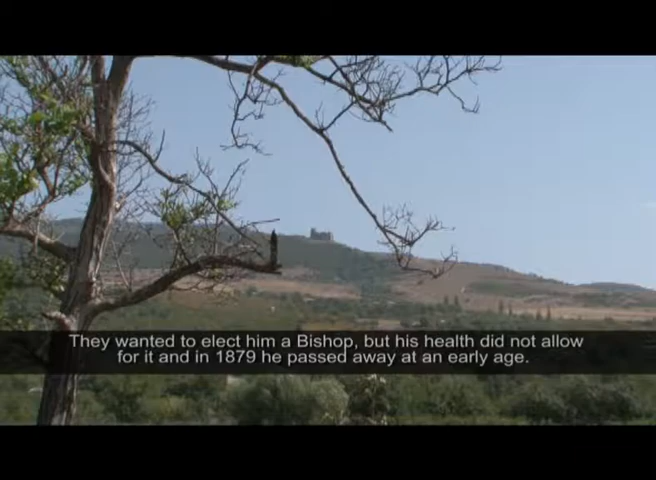 They wanted to elect him a Bishop, but his health did not allow
for it and in 1879 he passed away at an early age.